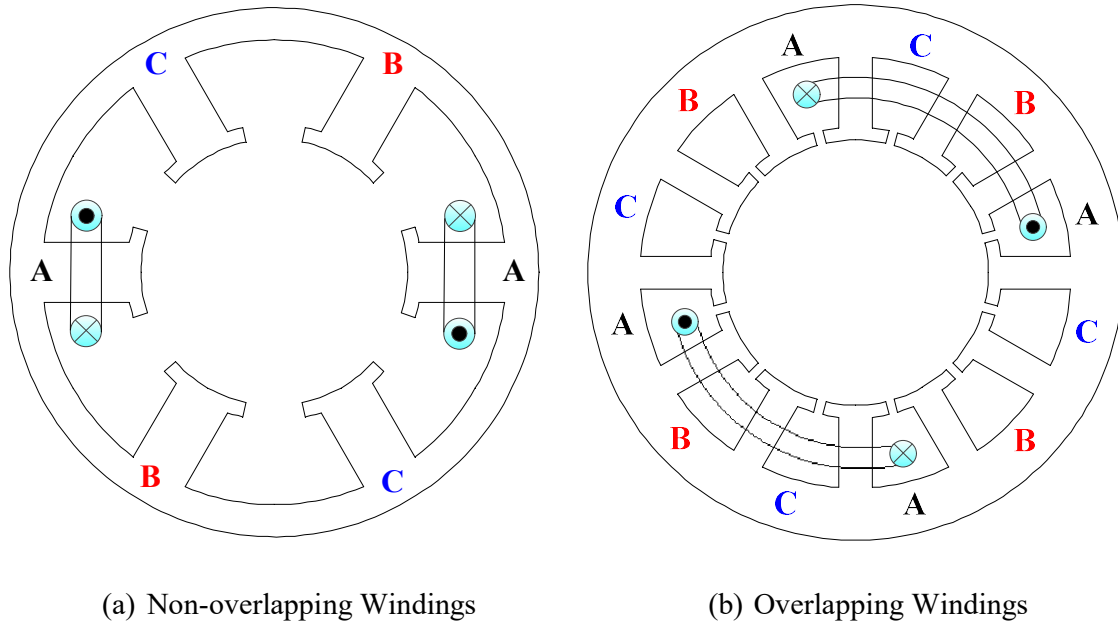 C B
A A
B C
A C
B B
C A
A C
B B
C A
(a) Non-overlapping Windings
(b) Overlapping Windings